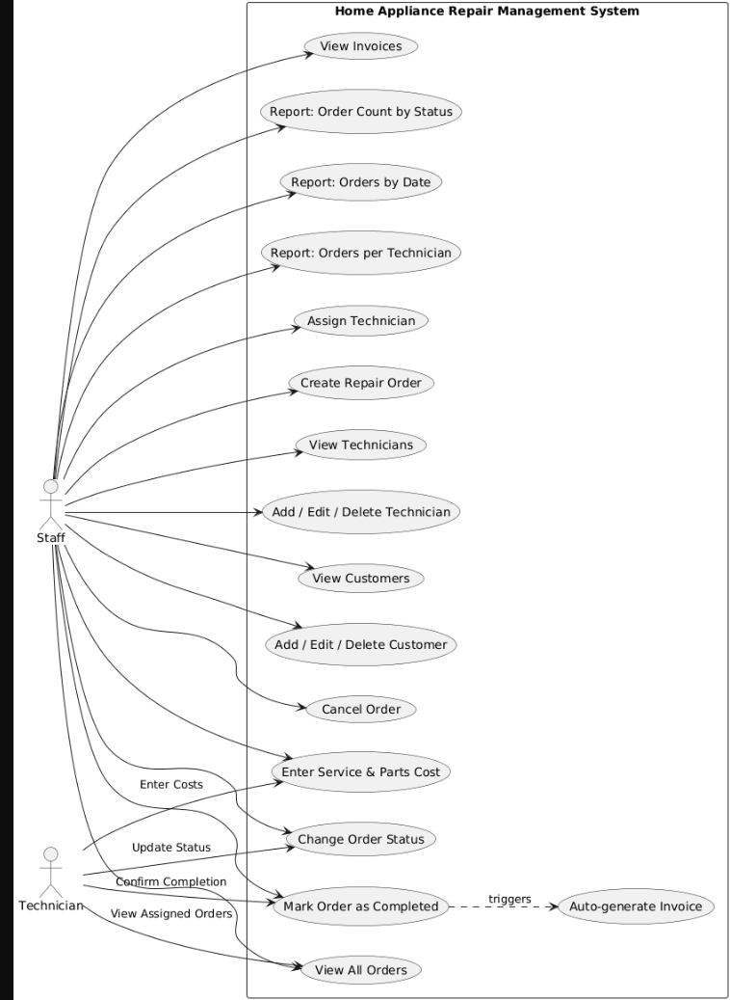 Home Appliance Repair Management System
View Invoices
Report: Order Count by Status
Report: Orders by Date
Report: Orders per Technician
Assign Technician
Create Repair Order
View Technicians
Add / Edit / Delete Technician
Staff
View Customers
Add / Edit / Delete Customer
Cancel Order
Enter Service & Parts Cost
Enter Costs
Change Order Status
Update Status
Confirm Completion
Technician
Mark Order as Completed
triggers
Auto-generate Invoice
View Assigned Orders
View All Orders